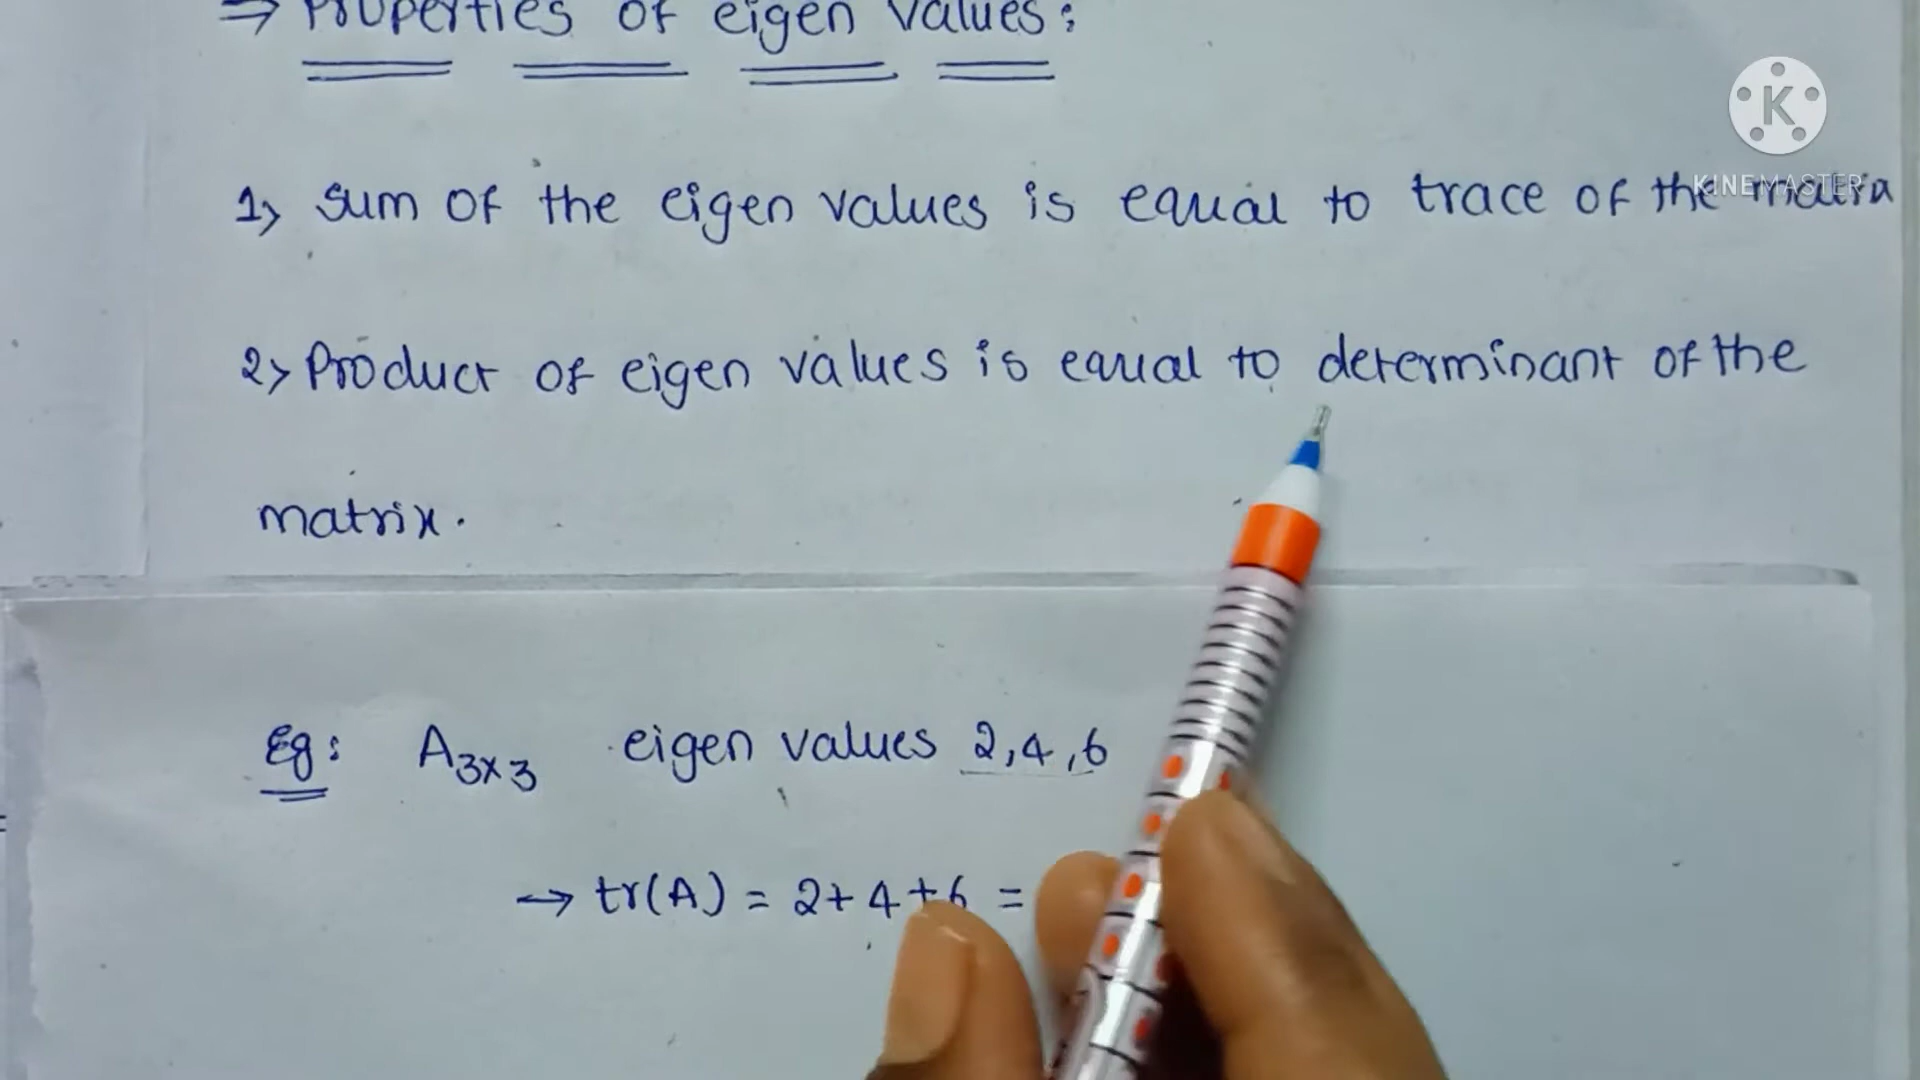 ⇒ Properties of eigen values:
K
KINEMASTER
1) Sum of the eigen values is equal to trace of the
2) Product of eigen values is equal to determinant of the
matrix.
Eg: A3×3 eigen values 2,4,6
→ tr(A) = 2+4+6 =